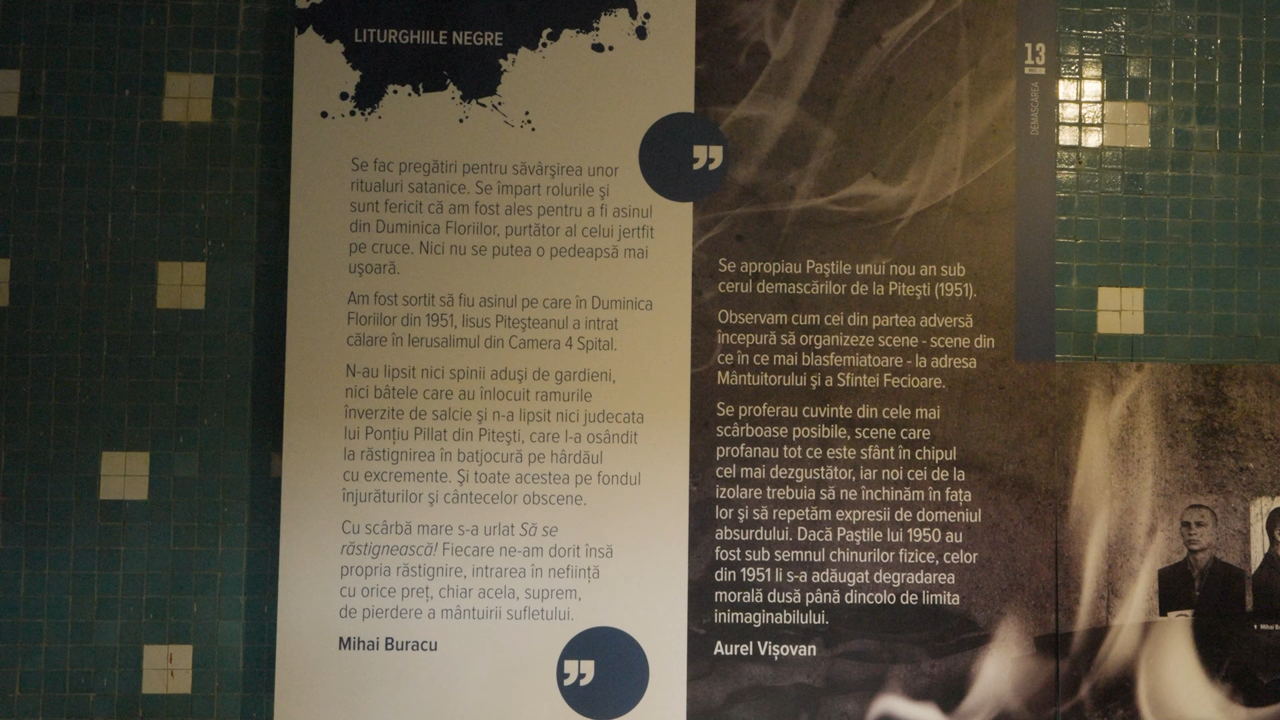 LITURGHIILE NEGRE
Se fac pregătiri pentru săvârşirea unor
ritualuri satanice. Se împart rolurile şi
sunt fericit că am fost ales pentru a fi asinul
din Duminica Floriilor, purtător al celui jertfit
pe cruce. Nici nu se putea o pedeapsă mai
uşoară.
Am fost sortit să fiu asinul pe care în Duminica
Floriilor din 1951, Iisus Piteşteanul a intrat
călare în Ierusalimul din Camera 4 Spital.
N-au lipsit nici spinii aduşi de gardieni,
nici bâtele care au înlocuit ramurile
înverzite de salcie şi n-a lipsit nici judecata
lui Ponţiu Pillat din Piteşti, care l-a osândit
la răstignirea în batjocură pe hârdăul
cu excremente. Şi toate acestea pe fondul
înjurăturilor şi cântecelor obscene.
Cu scârbă mare s-a urlat Să se
răstignească! Fiecare ne-am dorit însă
propria răstignire, intrarea în nefiinţă
cu orice preţ, chiar acela, suprem,
de pierdere a mântuirii sufletului.
Mihai Buracu
Se apropiau Paştile unui nou an sub
cerul demascărilor de la Piteşti (1951).
Observam cum cei din partea adversă
începură să organizeze scene - scene din
ce în ce mai blasfemiatoare - la adresa
Mântuitorului şi a Sfintei Fecioare.
Se proferau cuvinte din cele mai
scârboase posibile, scene care
profanau tot ce este sfânt în chipul
cel mai dezgustător, iar noi cei de la
izolare trebuia să ne închinăm în faţa
lor şi să repetăm expresii de domeniul
absurdului. Dacă Paştile lui 1950 au
fost sub semnul chinurilor fizice, celor
din 1951 li s-a adăugat degradarea
morală dusă până dincolo de limita
inimaginabilului.
Aurel Vişovan
13
DEMASCAREA
Mihai Bu